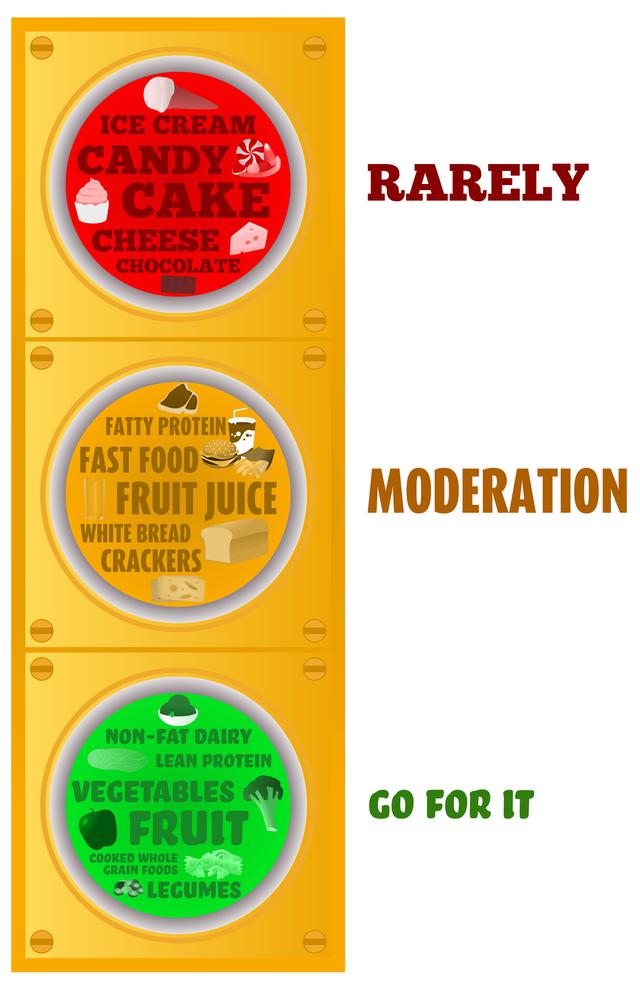 ICE CREAM
CANDY
CAKE
CHEESE
CHOCOLATE
RARELY
FATTY PROTEIN
FAST FOOD
FRUIT JUICE
WHITE BREAD
CRACKERS
MODERATION
NON-FAT DAIRY
LEAN PROTEIN
VEGETABLES
FRUIT
COOKED WHOLE
GRAIN FOODS
LEGUMES
GO FOR IT